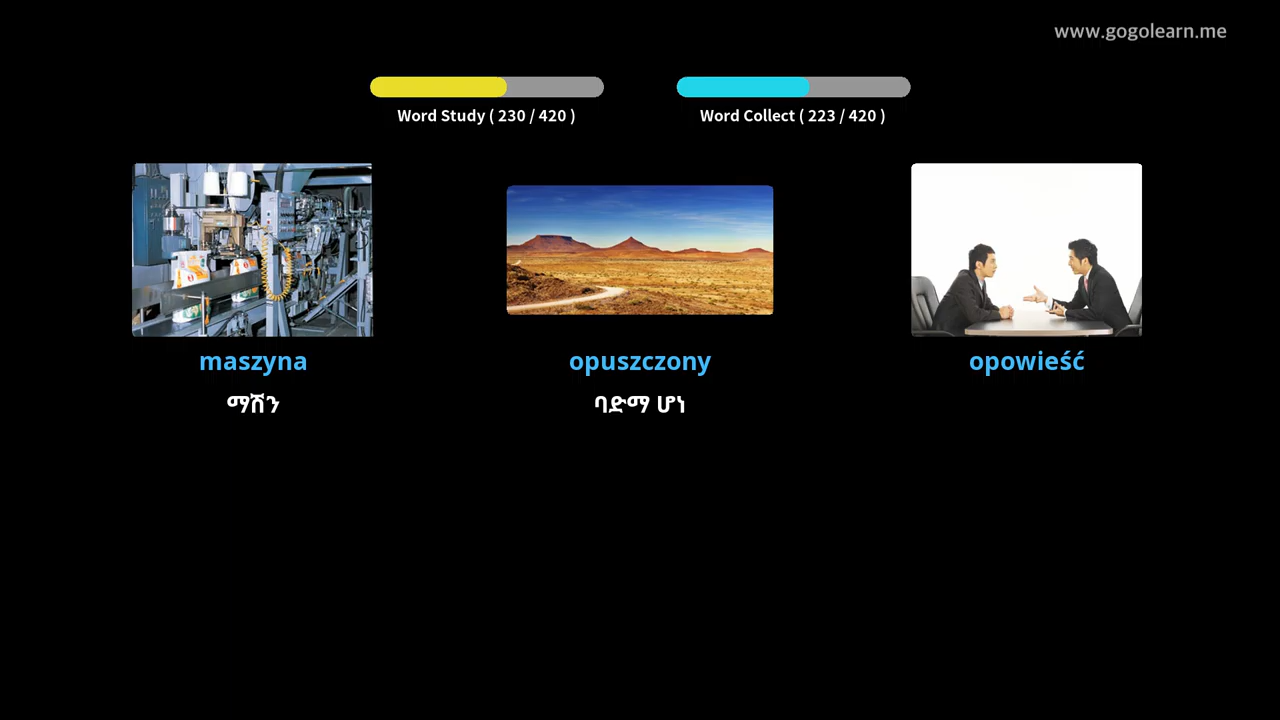 www.gogolearn.me
Word Study ( 230 / 420 )
Word Collect ( 223 / 420 )
maszyna
opuszczony
opowieść
ማሽን
ባድማ ሆነ